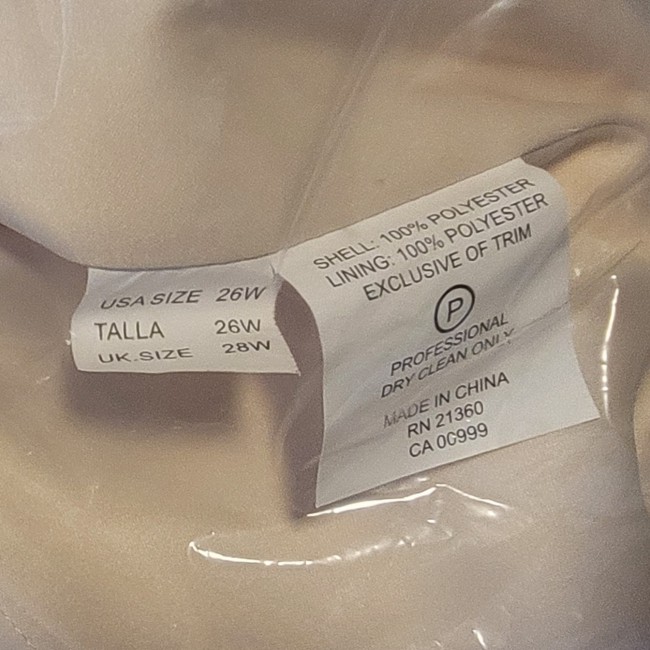 USA SIZE 26W
TALLA 26W
UK.SIZE 28W
SHELL: 100% POLYESTER
LINING: 100% POLYESTER
EXCLUSIVE OF TRIM
P
PROFESSIONAL
DRY CLEAN ONLY
MADE IN CHINA
RN 21360
CA 00999